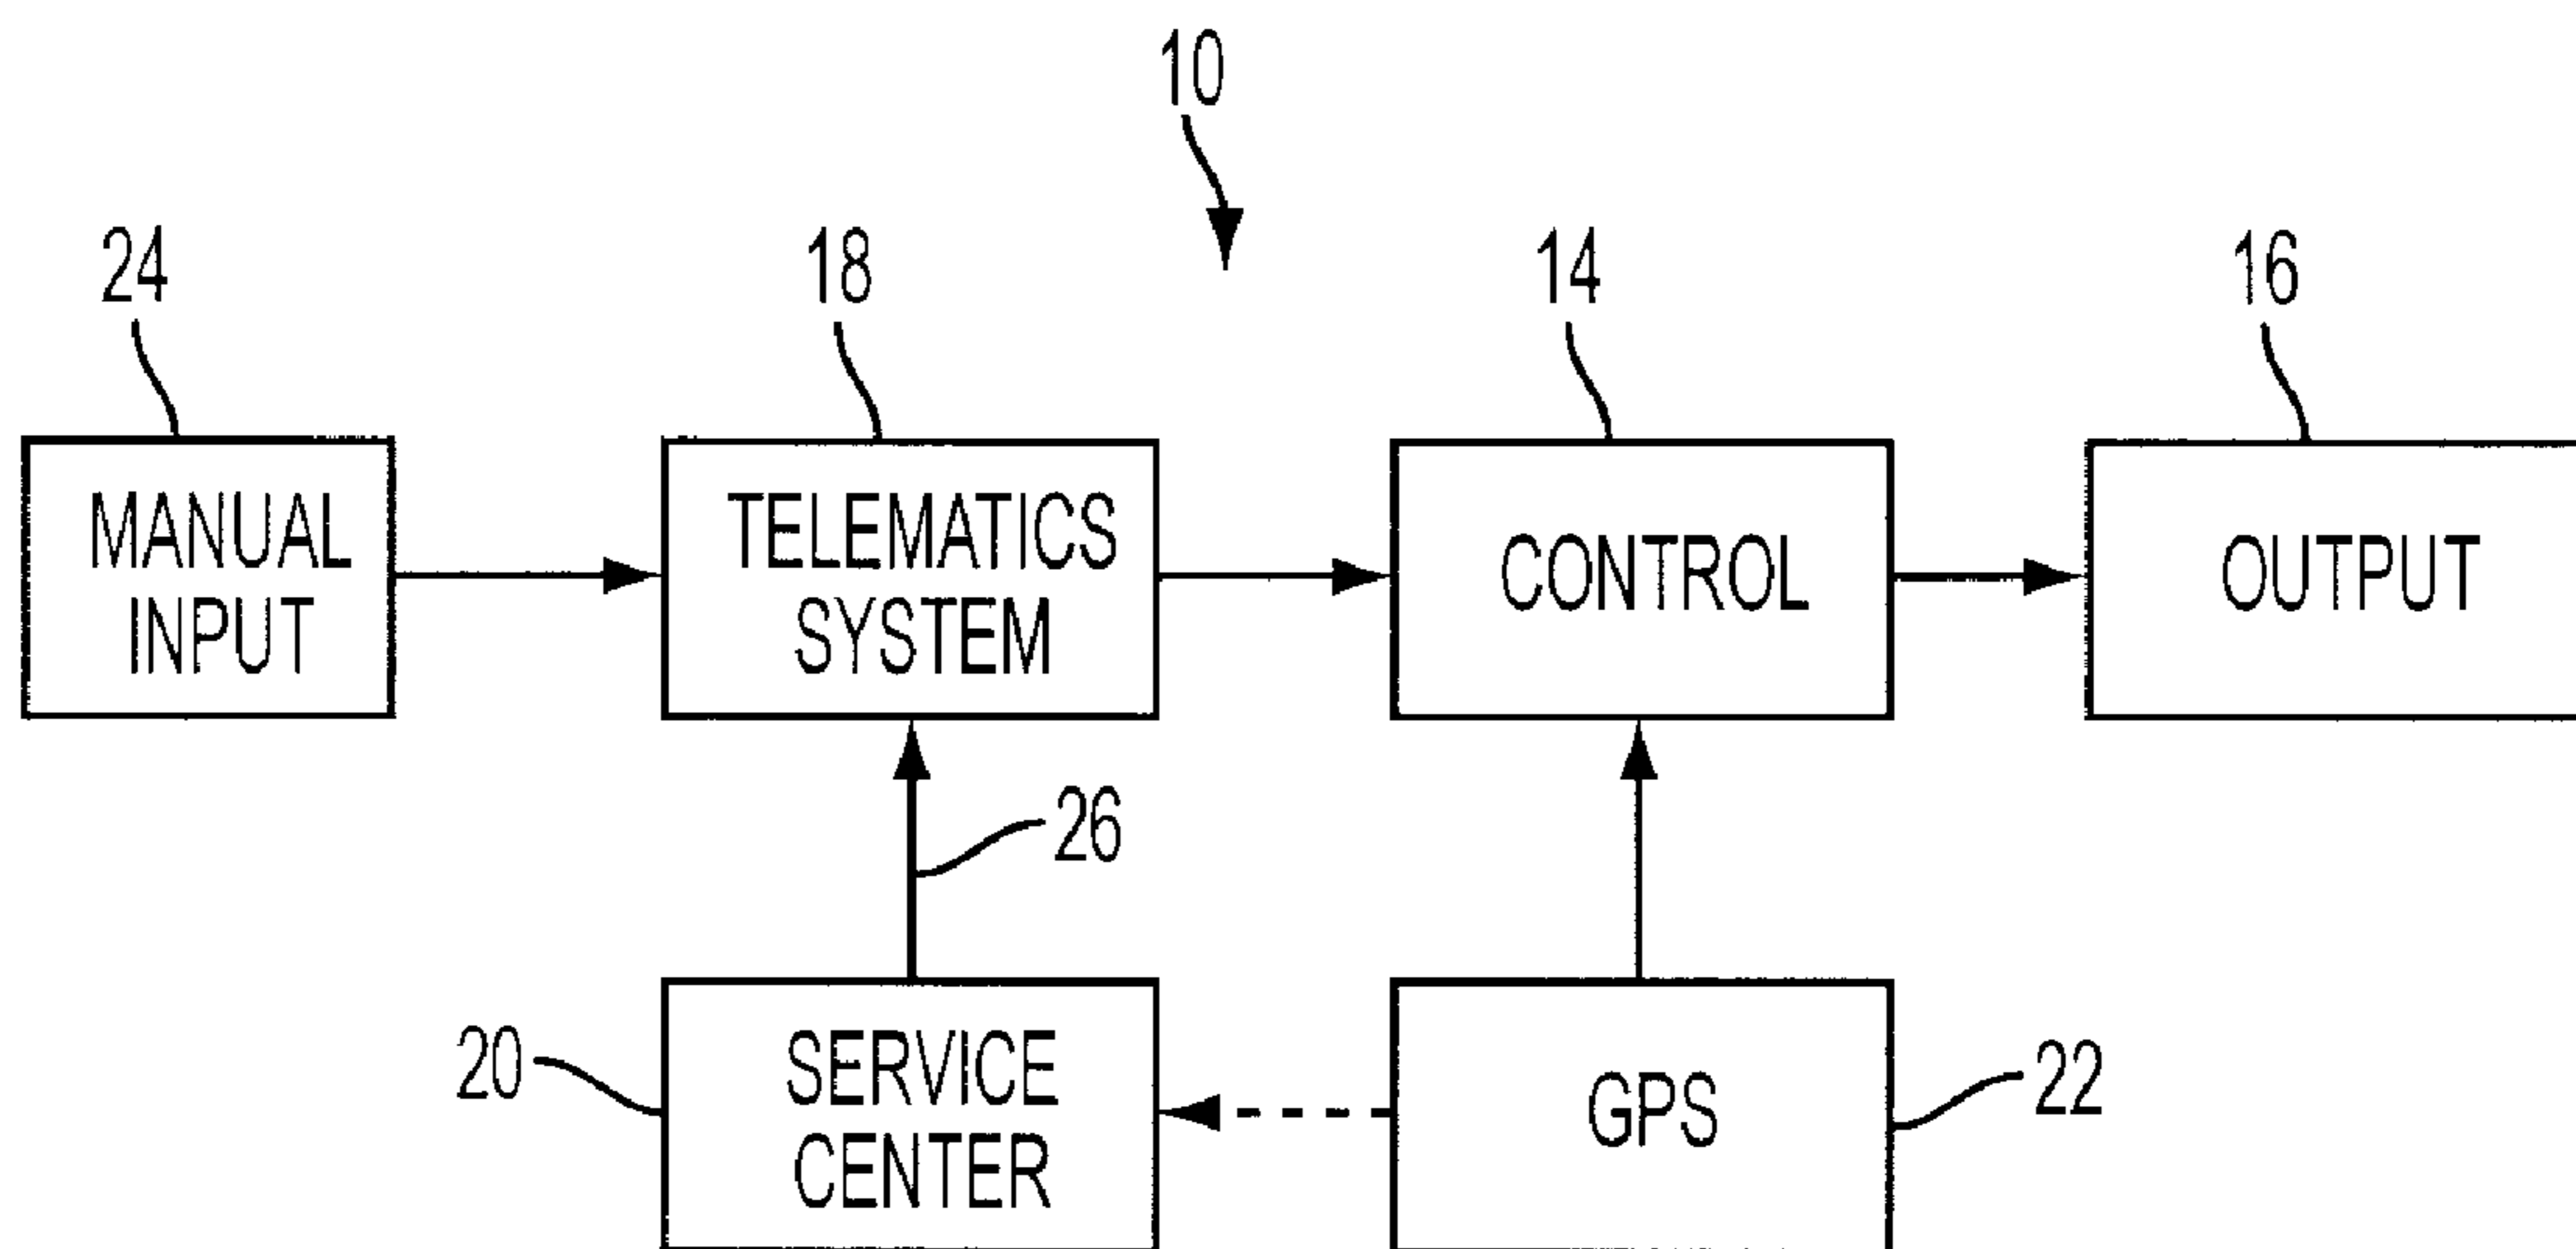 10
24
18
14
16
MANUAL
INPUT
TELEMATICS
SYSTEM
CONTROL
OUTPUT
26
20
SERVICE
CENTER
GPS
22